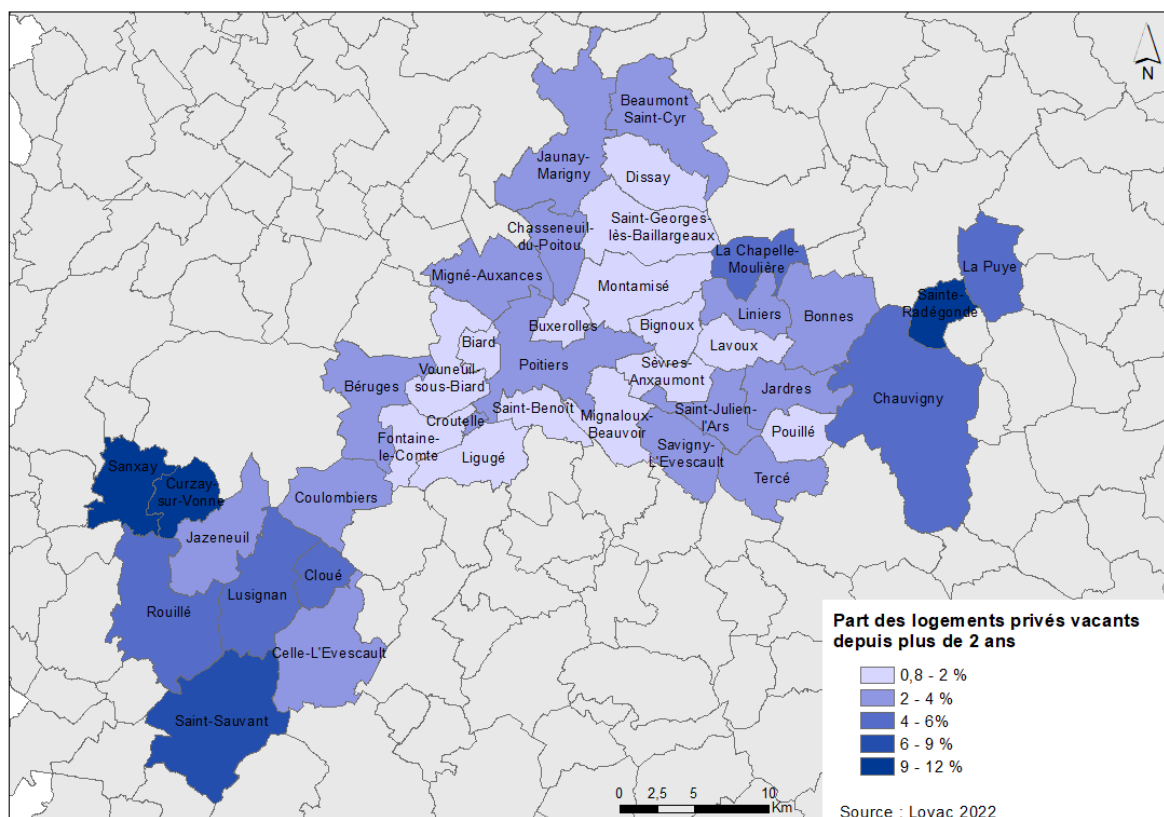 N
Beaumont
Saint-Cyr
Jaunay-
Marigny
Dissay
Saint-Georges-
lès-Baillargeaux
Chasseneuil-
du-Poitou
La Chapelle-
Moulière
La Puye
Migné-Auxances
Montamisé
Sainte-
Radégonde
Liniers
Bonnes
Buxerolles
Bignoux
Biard
Lavoux
Sèvres-
Anxaumont
Poitiers
Vouneuil-
sous-Biard
Béruges
Jardres
Chauvigny
Saint-Benoît
Mignaloux-
Beauvoir
Saint-Julien-
l'Ars
Croutelle
Pouillé
Fontaine-
le-Comte
Ligugé
Savigny-
L'Evescault
Tercé
Sanxay
Curzay-
sur-Vonne
Coulombiers
Jazeneuil
Cloué
Lusignan
Rouillé
Celle-L'Evescault
Saint-Sauvant
Part des logements privés vacants
depuis plus de 2 ans
0,8 - 2 %
2 - 4 %
4 - 6%
6 - 9 %
9 - 12 %
0 2,5 5 10
Km
Source : Lovac 2022